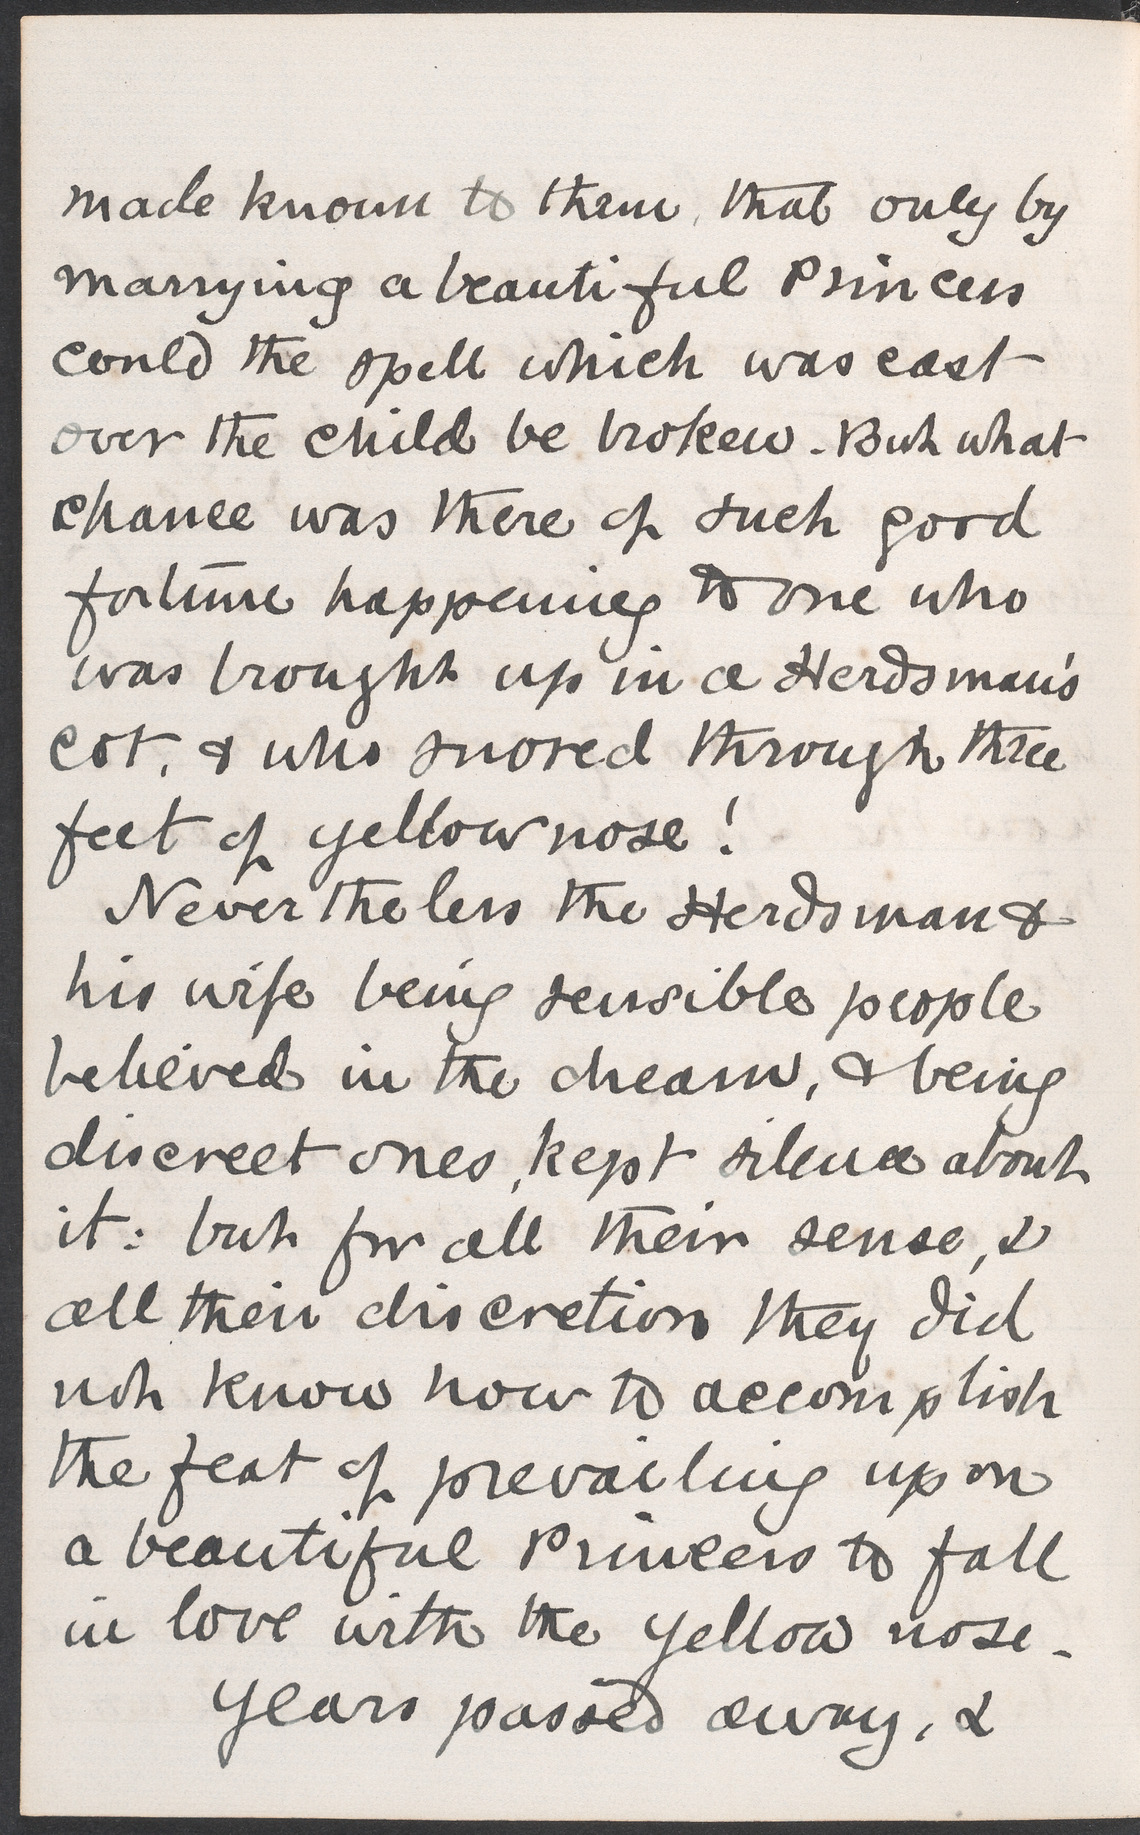 made known to them, that only by
marrying a beautiful Princess
could the spell which was cast
over the child be broken. But what
chance was there of such good
fortune happening to one who
was brought up in a Herdsman's
cot, & who snored through three
feet of yellow nose!
Nevertheless the Herdsman &
his wife being sensible people
believed in the dream, & being
discreet ones, kept silence about
it: but for all their sense, &
all their discretion they did
not know how to accomplish
the feat of prevailing upon
a beautiful Princess to fall
in love with the yellow nose.
Years passed away, &